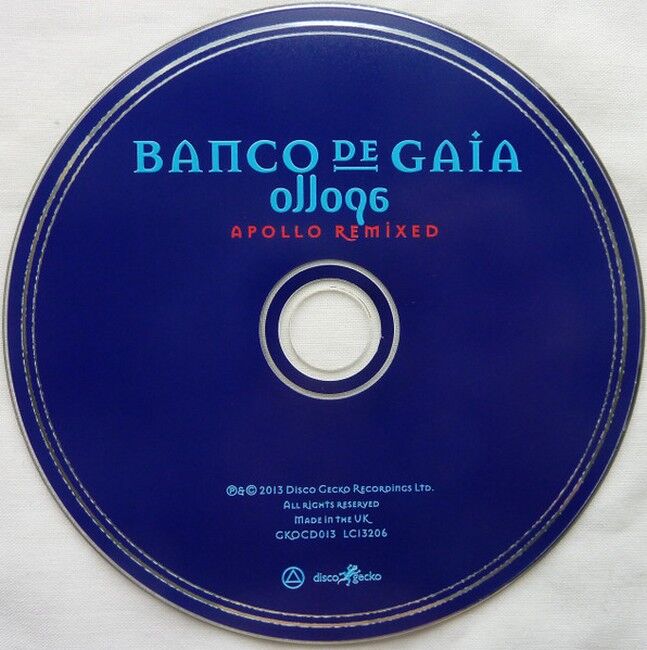 BANCO DE GAIA
ollopa
APOLLO REMIXED
℗&© 2013 DISCO GECKO RECORDINGS LTD.
ALL RIGHTS RESERVED
MADE IN THE UK
GKOCD013 LC13206
disco gecko